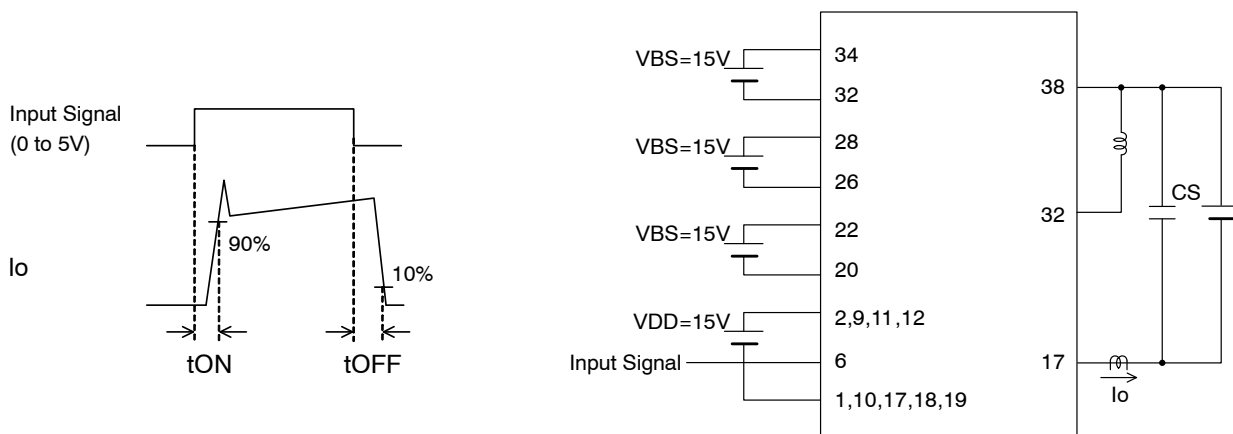 Input Signal
(0 to 5V)
Io
90%
10%
tON
tOFF
VBS=15V
34
32
VBS=15V
28
26
VBS=15V
22
20
VDD=15V
2,9,11,12
Input Signal
6
1,10,17,18,19
38
32
17
CS
Io